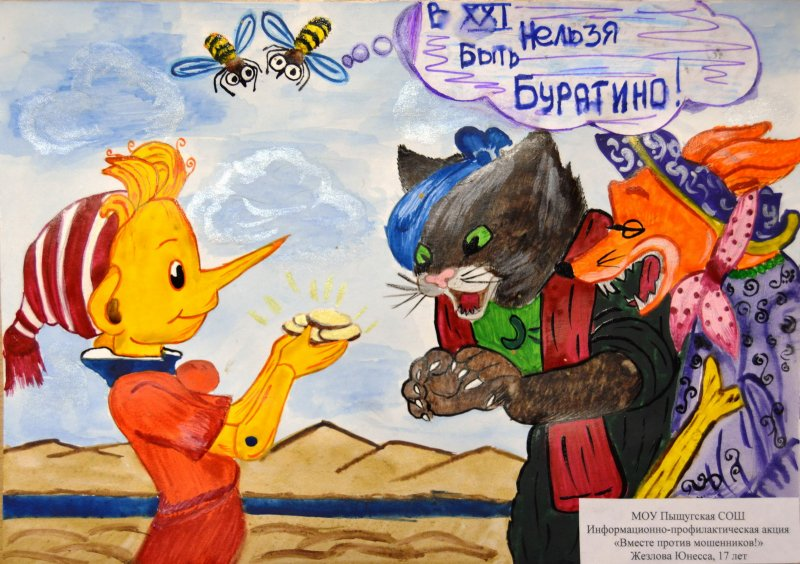 В XXI
нельзя
Быть
Буратино!
МОУ Пыщугская СОШ
Информационно-профилактическая акция
«Вместе против мошенников!»
Жезлова Юнесса, 17 лет